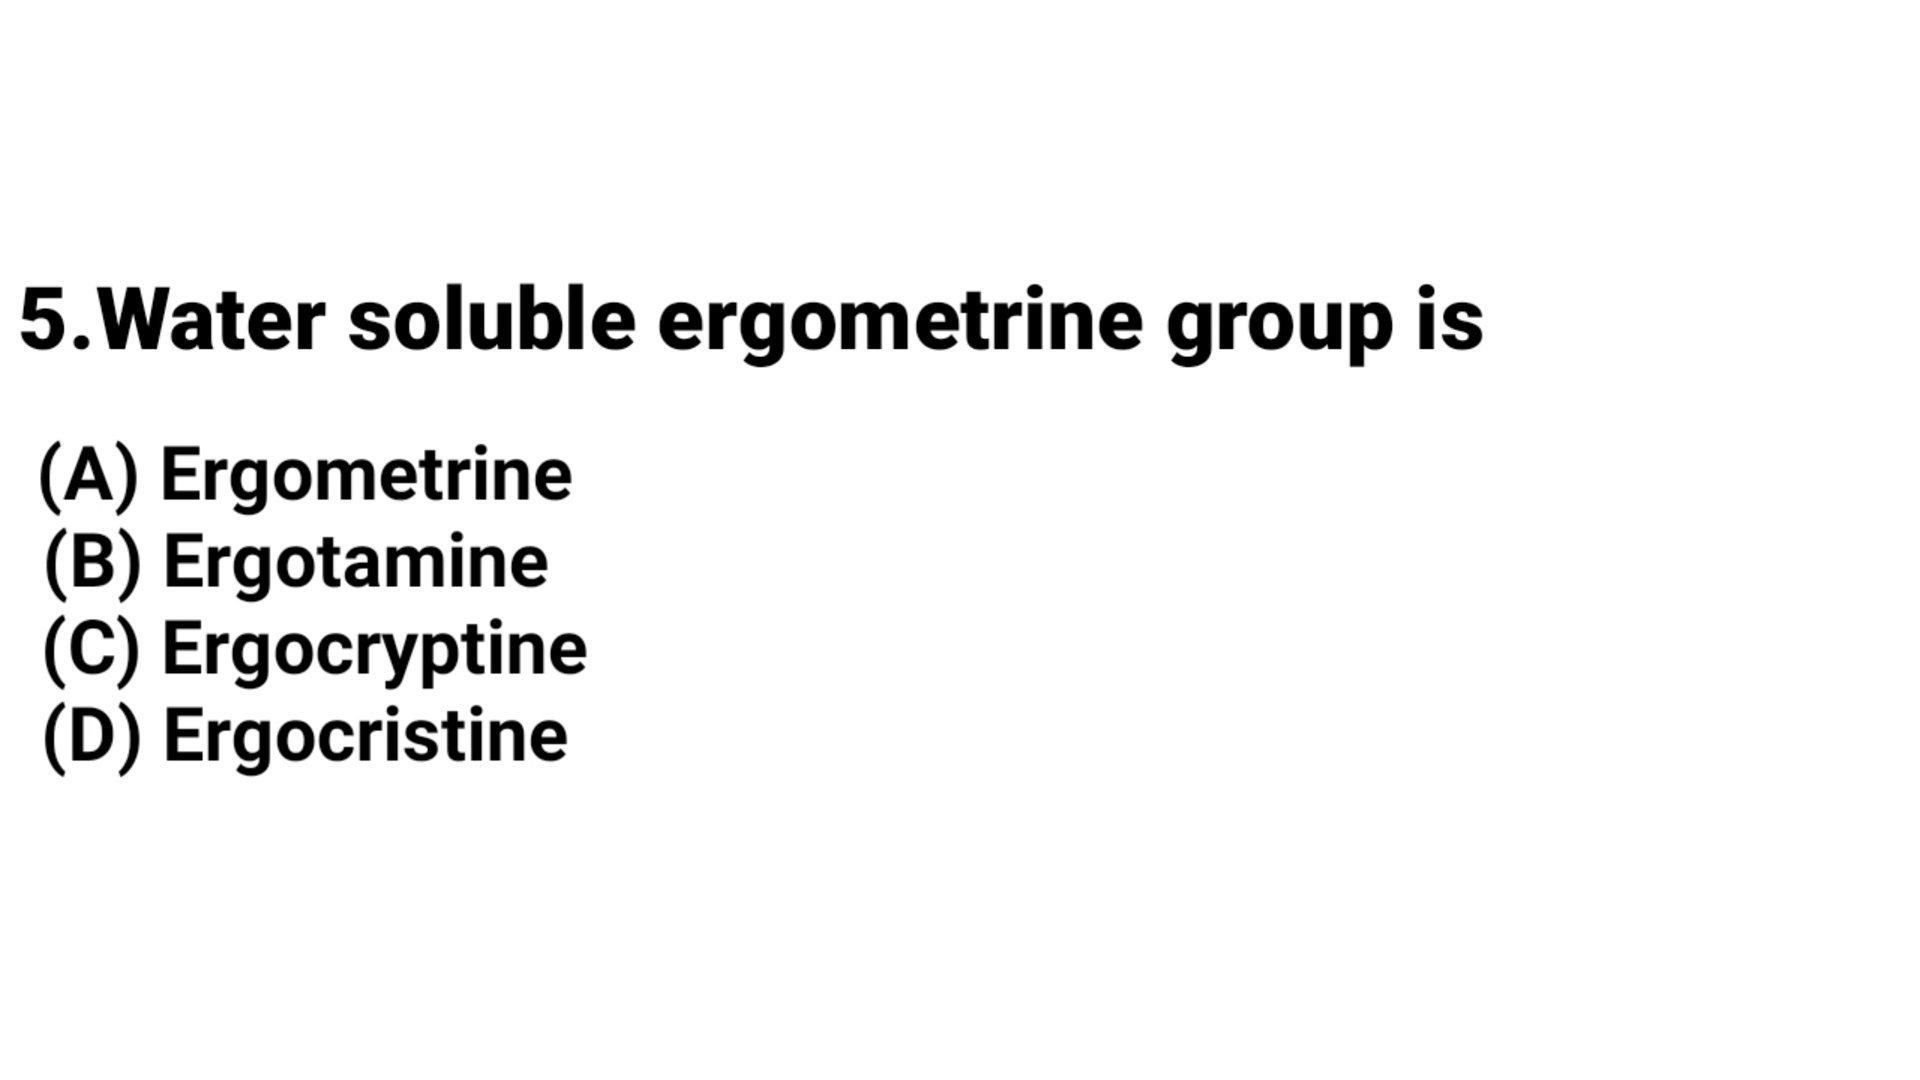 5.Water soluble ergometrine group is
(A) Ergometrine
(B) Ergotamine
(C) Ergocryptine
(D) Ergocristine